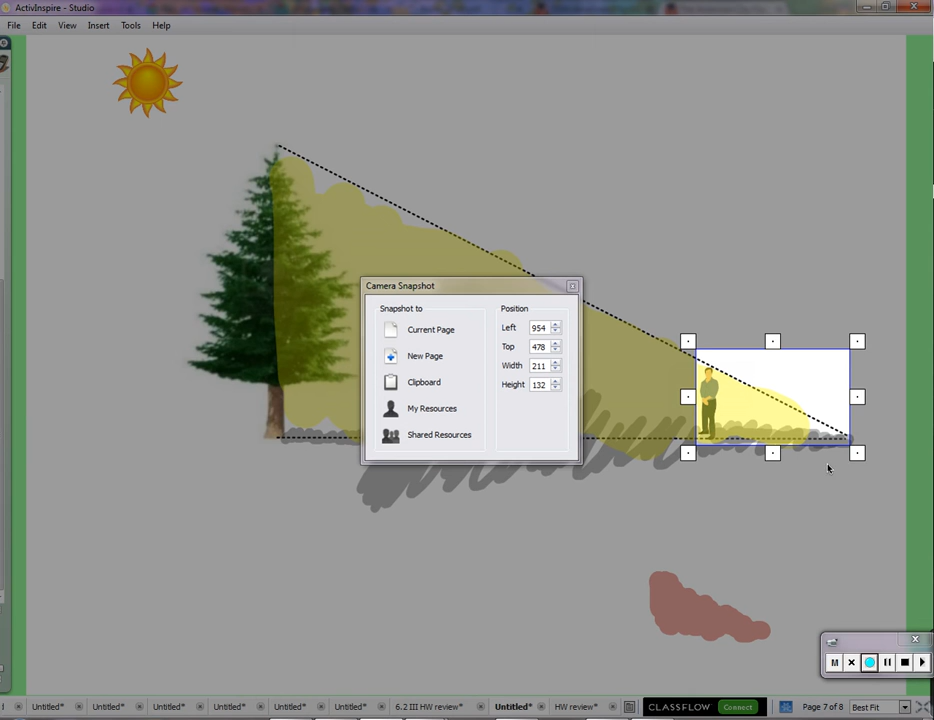 ActivInspire - Studio
File Edit View Insert Tools Help
Camera Snapshot
Snapshot to
Current Page
New Page
Clipboard
My Resources
Shared Resources
Position
Left 954
Top 478
Width 211
Height 132
M
Untitled* Untitled* Untitled* Untitled* Untitled* Untitled* 6.2 III HW review* Untitled* HW review* CLASSFLOW Connect Page 7 of 8 Best Fit